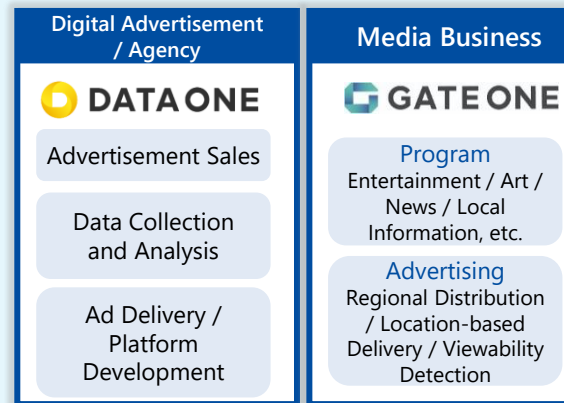 Digital Advertisement
/ Agency
DATAONE
Advertisement Sales
Data Collection
and Analysis
Ad Delivery /
Platform
Development
Media Business
GATEONE
Program
Entertainment / Art /
News / Local
Information, etc.
Advertising
Regional Distribution
/ Location-based
Delivery / Viewability
Detection